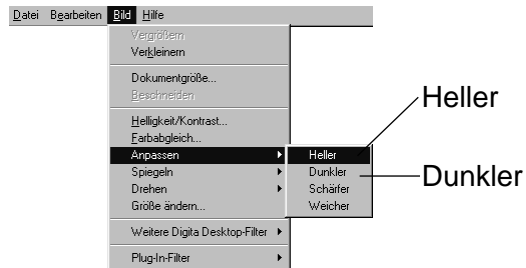 Datei Bearbeiten Bild Hilfe
Vergrößern
Verkleinern
Dokumentgröße...
Beschneiden
Helligkeit/Kontrast...
Farbabgleich...
Anpassen
Spiegeln
Drehen
Größe ändern...
Weitere Digita Desktop-Filter
Plug-In-Filter
Heller
Dunkler
Schärfer
Weicher
Heller
Dunkler